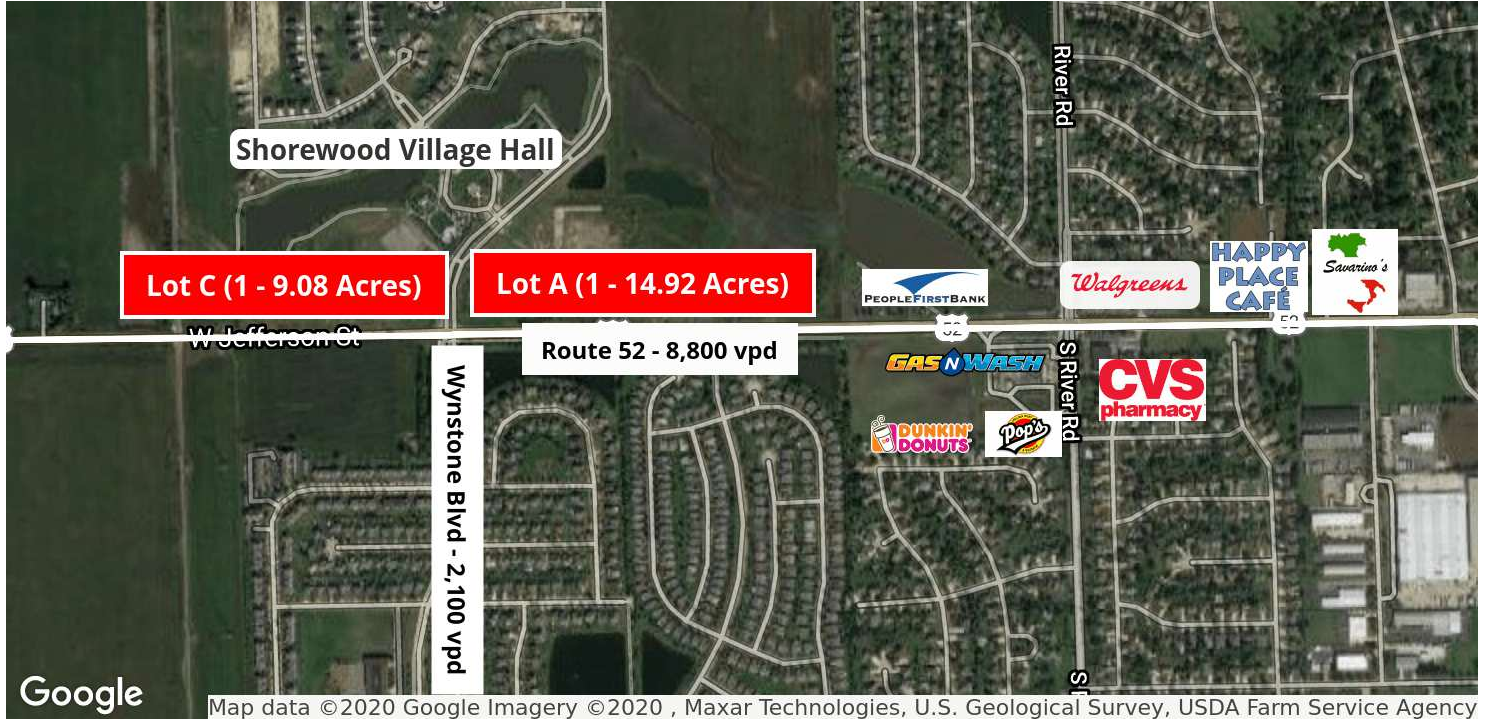 River Rd
Shorewood Village Hall
Lot C (1 - 9.08 Acres)
Lot A (1 - 14.92 Acres)
PEOPLEFIRSTBANK
Walgreens
HAPPY
PLACE
CAFÉ
Savarino's
W Jefferson St
52
52
Route 52 - 8,800 vpd
GAS N WASH
S River Rd
CVS
pharmacy
Wynstone Blvd - 2,100 vpd
DUNKIN'
DONUTS
Pop's
Google
Map data ©2020 Google Imagery ©2020 , Maxar Technologies, U.S. Geological Survey, USDA Farm Service Agency